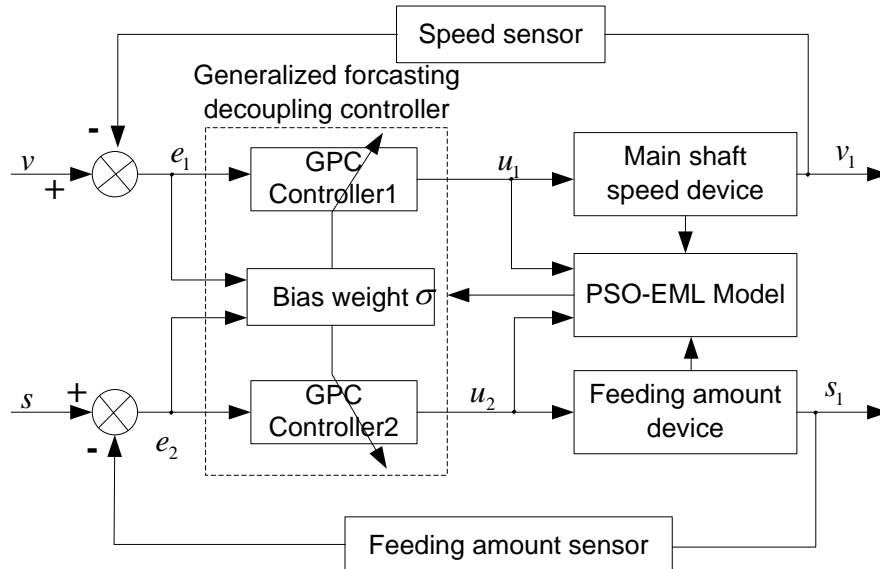 Speed sensor
Generalized forcasting
decoupling controller
-
v
+
e1
GPC
Controller1
u1
Main shaft
speed device
v1
Bias weight σ
PSO-EML Model
s
+
-
e2
GPC
Controller2
u2
Feeding amount
device
s1
Feeding amount sensor